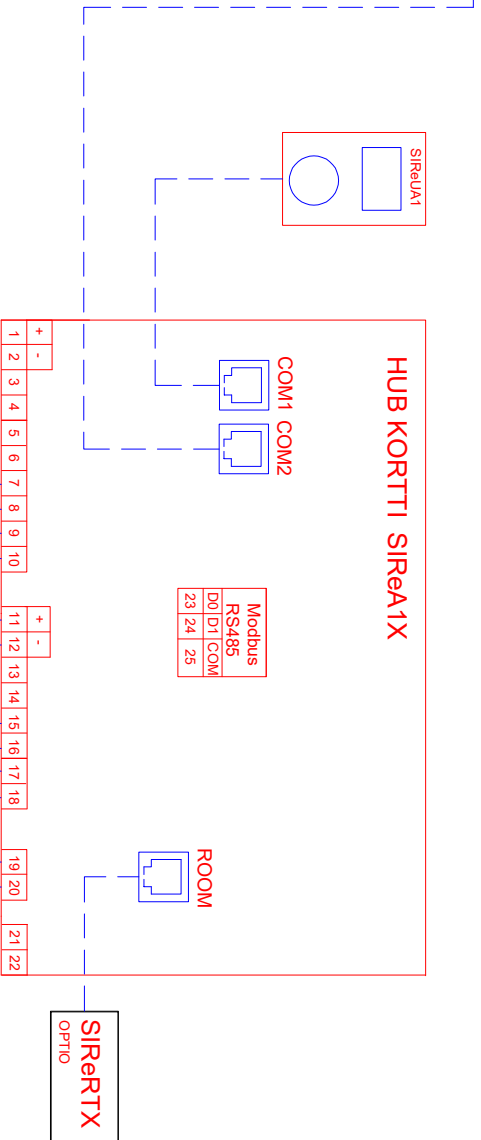 SIReUA1
HUB KORTTI SIReA1X
COM1 COM2
ROOM
Modbus
RS485
D0 D1 COM
23 24 25
+ - + -
1 2 3 4 5 6 7 8 9 10 11 12 13 14 15 16 17 18 19 20 21 22
SIReRTX
OPTIO